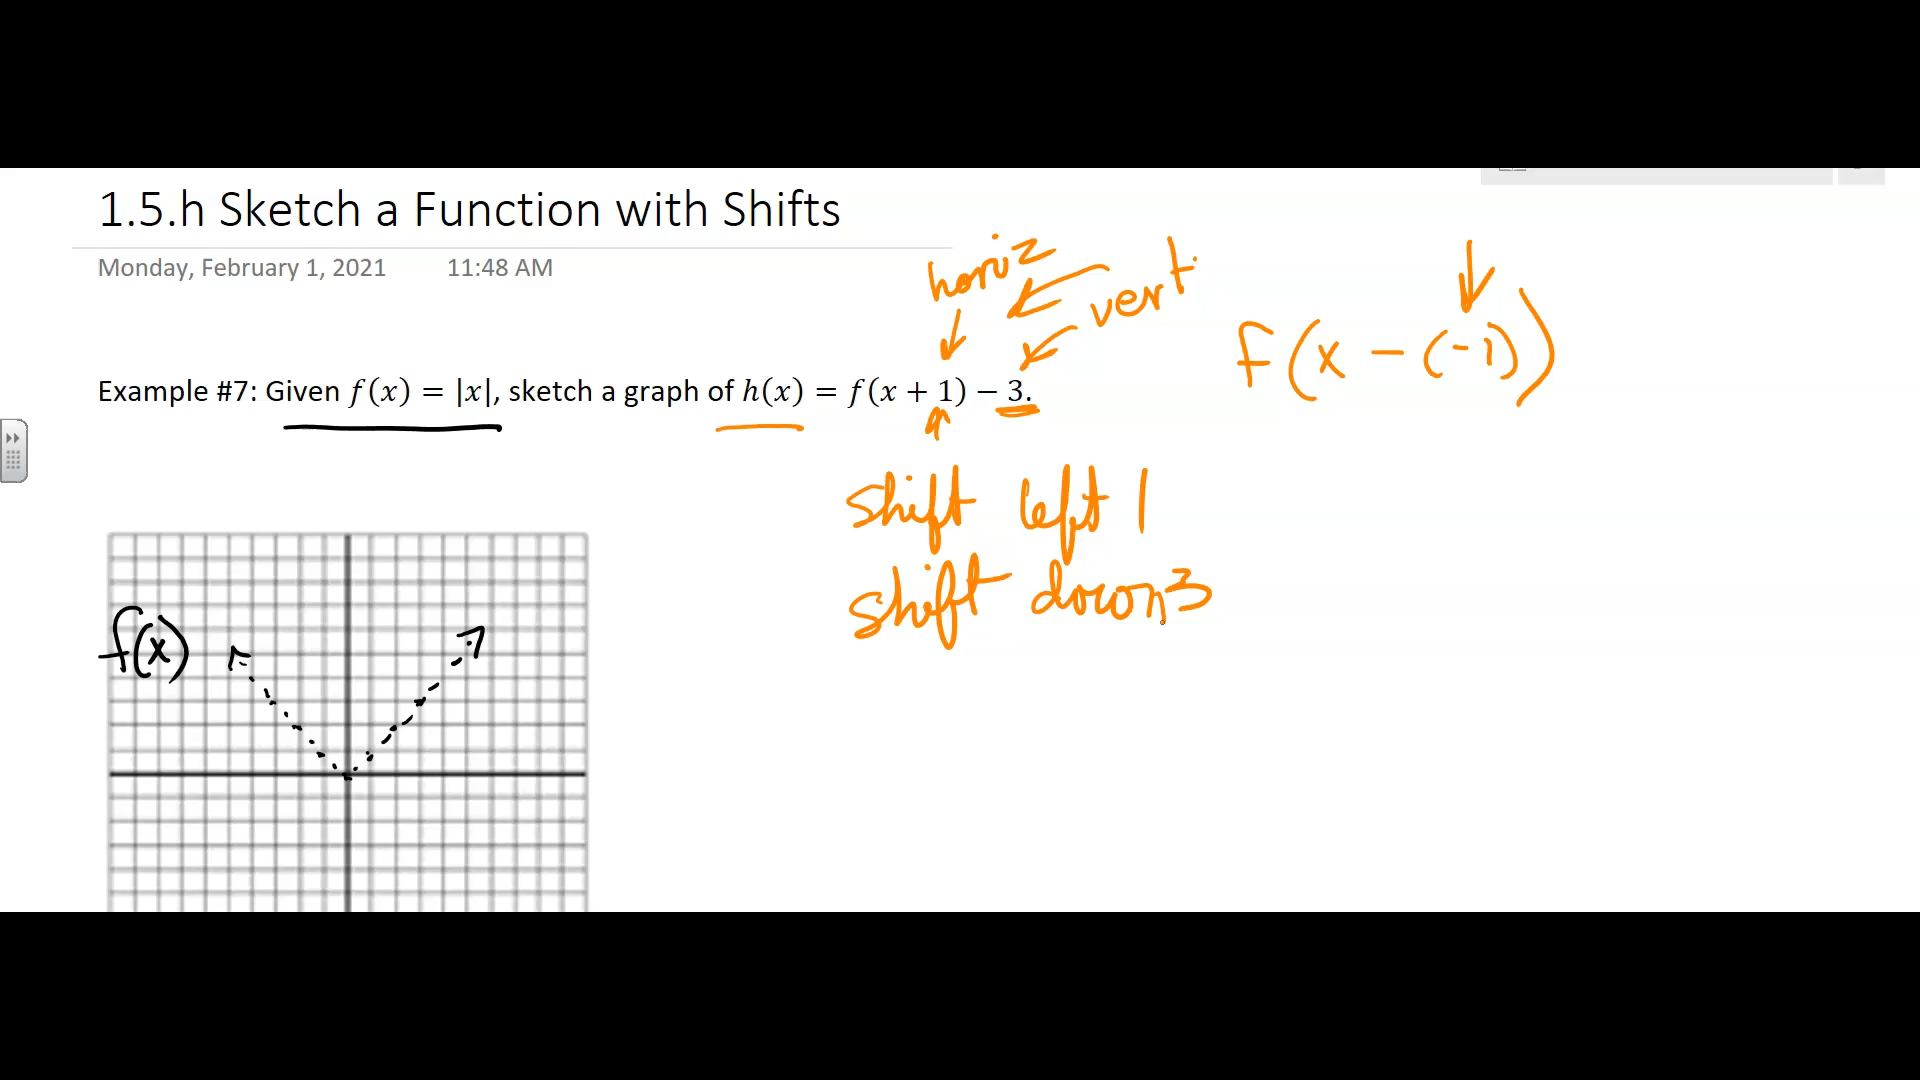 1.5.h Sketch a Function with Shifts
Monday, February 1, 2021 11:48 AM
horiz
vert
f(x - (-1))
Example #7: Given f(x) = |x|, sketch a graph of h(x) = f(x + 1) − 3.
shift left 1
shift down 3
f(x)